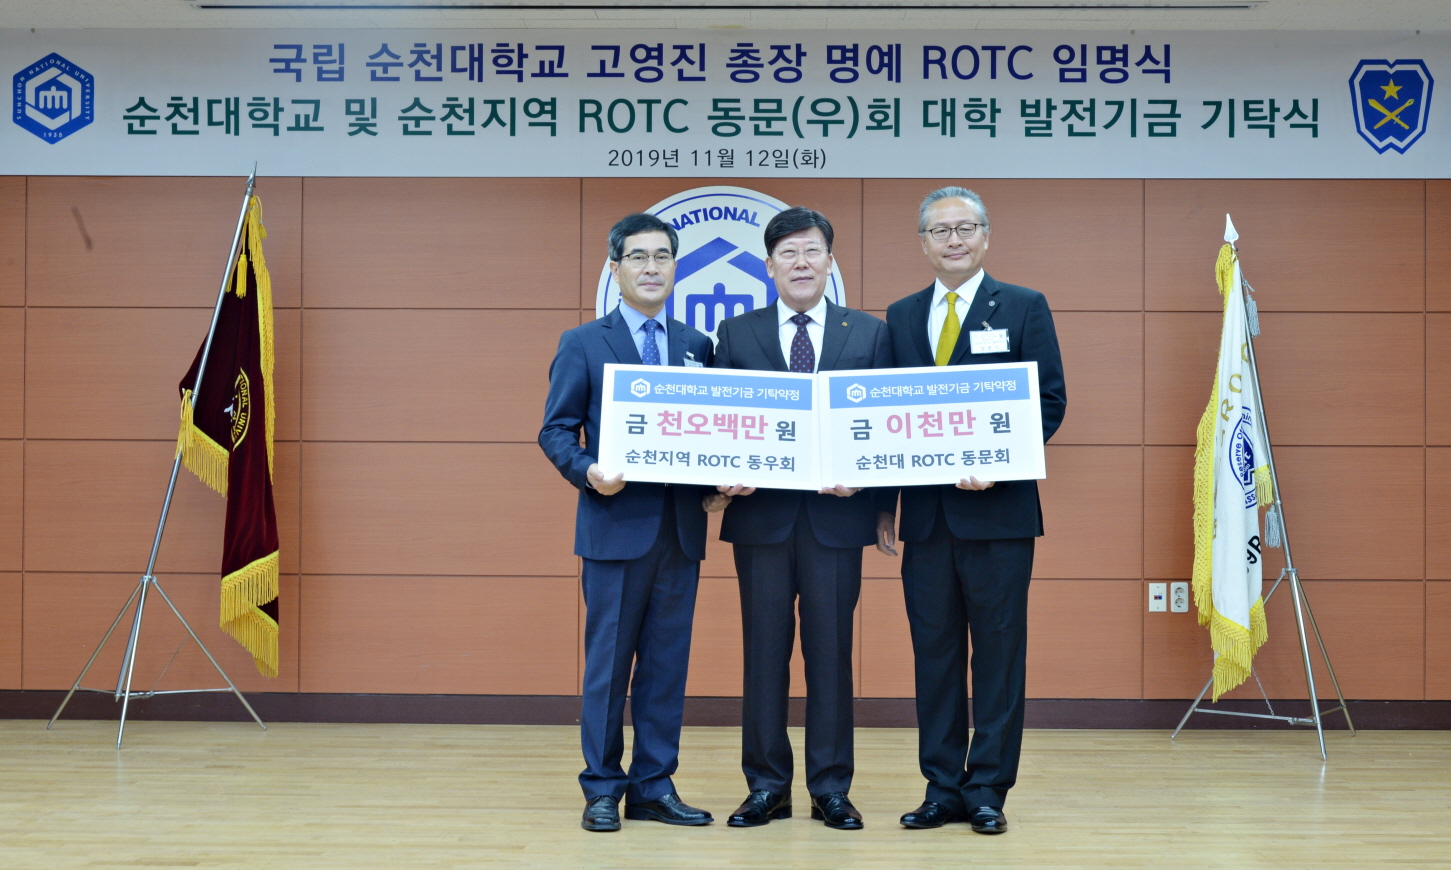 국립 순천대학교 고영진 총장 명예 ROTC 임명식
순천대학교 및 순천지역 ROTC 동문(우)회 대학 발전기금 기탁식
2019년 11월 12일(화)
SUNCHON NATIONAL UNIVERSITY
1935
NATIONAL
순천대학교 발전기금 기탁약정
금 천오백만 원
순천지역 ROTC 동우회
순천대학교 발전기금 기탁약정
금 이천만 원
순천대 ROTC 동문회